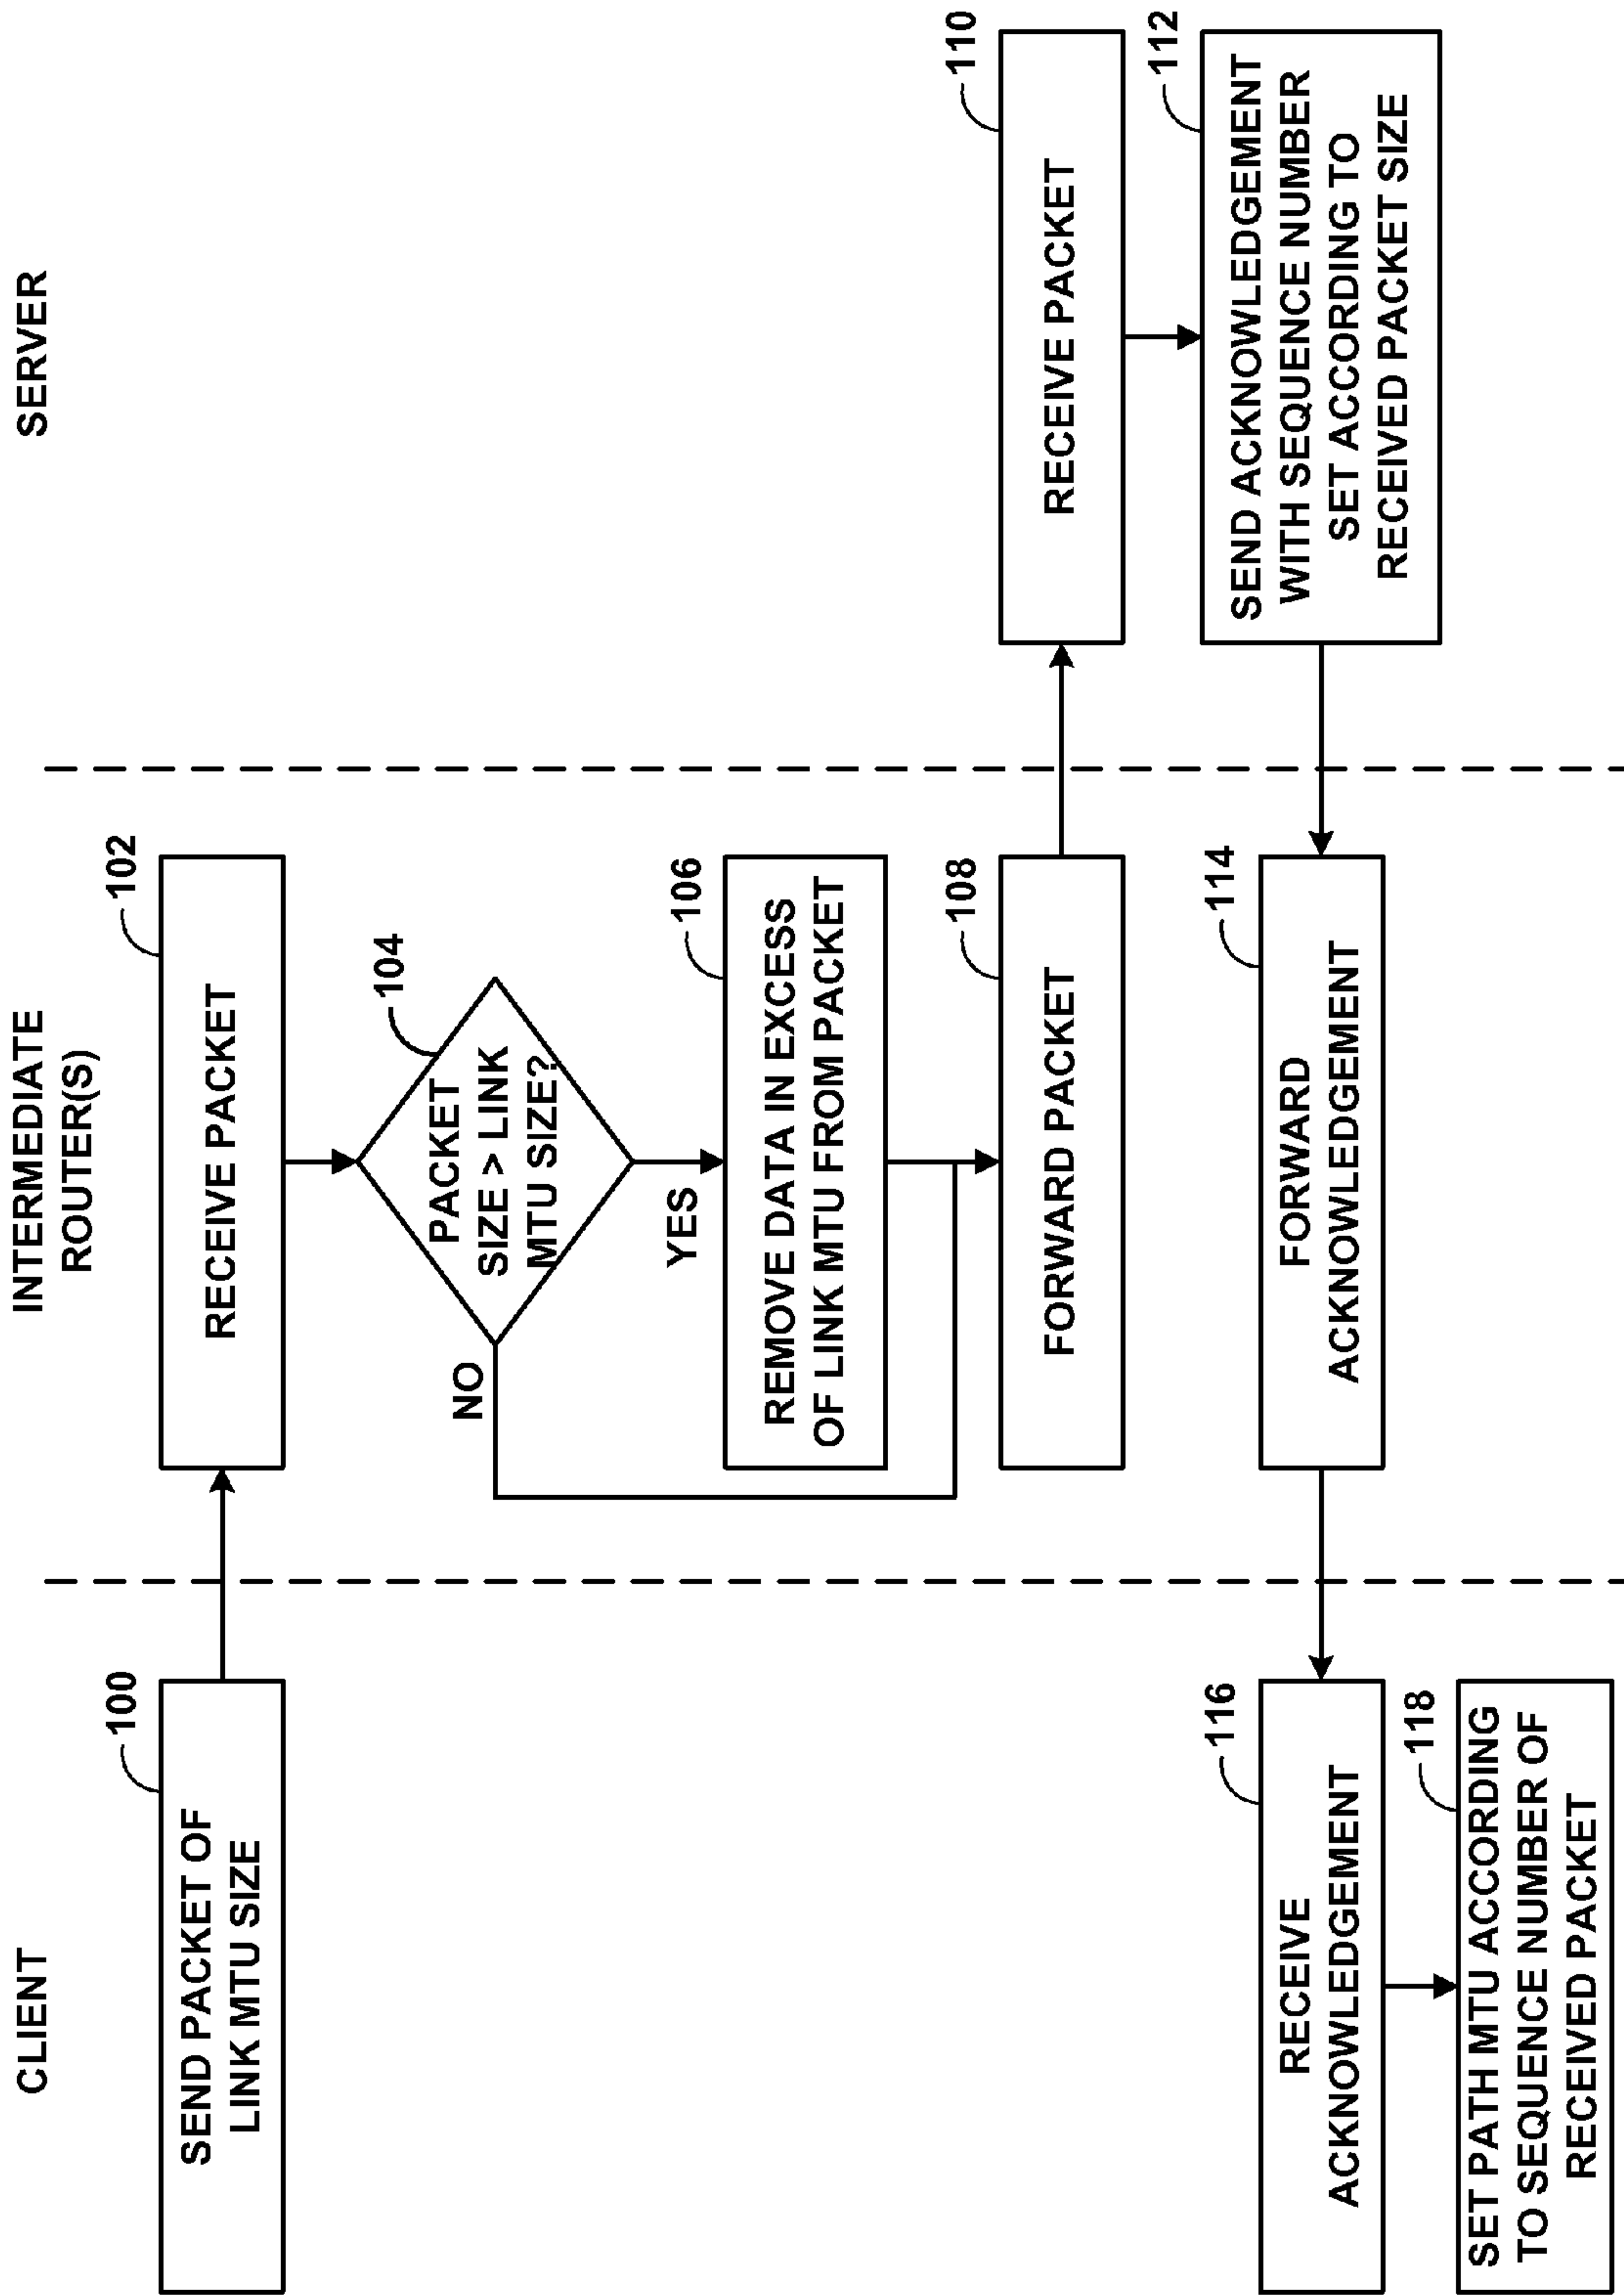 CLIENT
INTERMEDIATE
ROUTER(S)
SERVER
100
SEND PACKET OF
LINK MTU SIZE
102
RECEIVE PACKET
104
PACKET
SIZE > LINK
MTU SIZE?
NO
YES
106
REMOVE DATA IN EXCESS
OF LINK MTU FROM PACKET
108
FORWARD PACKET
110
RECEIVE PACKET
112
SEND ACKNOWLEDGEMENT
WITH SEQUENCE NUMBER
SET ACCORDING TO
RECEIVED PACKET SIZE
114
FORWARD
ACKNOWLEDGEMENT
116
RECEIVE
ACKNOWLEDGEMENT
118
SET PATH MTU ACCORDING
TO SEQUENCE NUMBER OF
RECEIVED PACKET